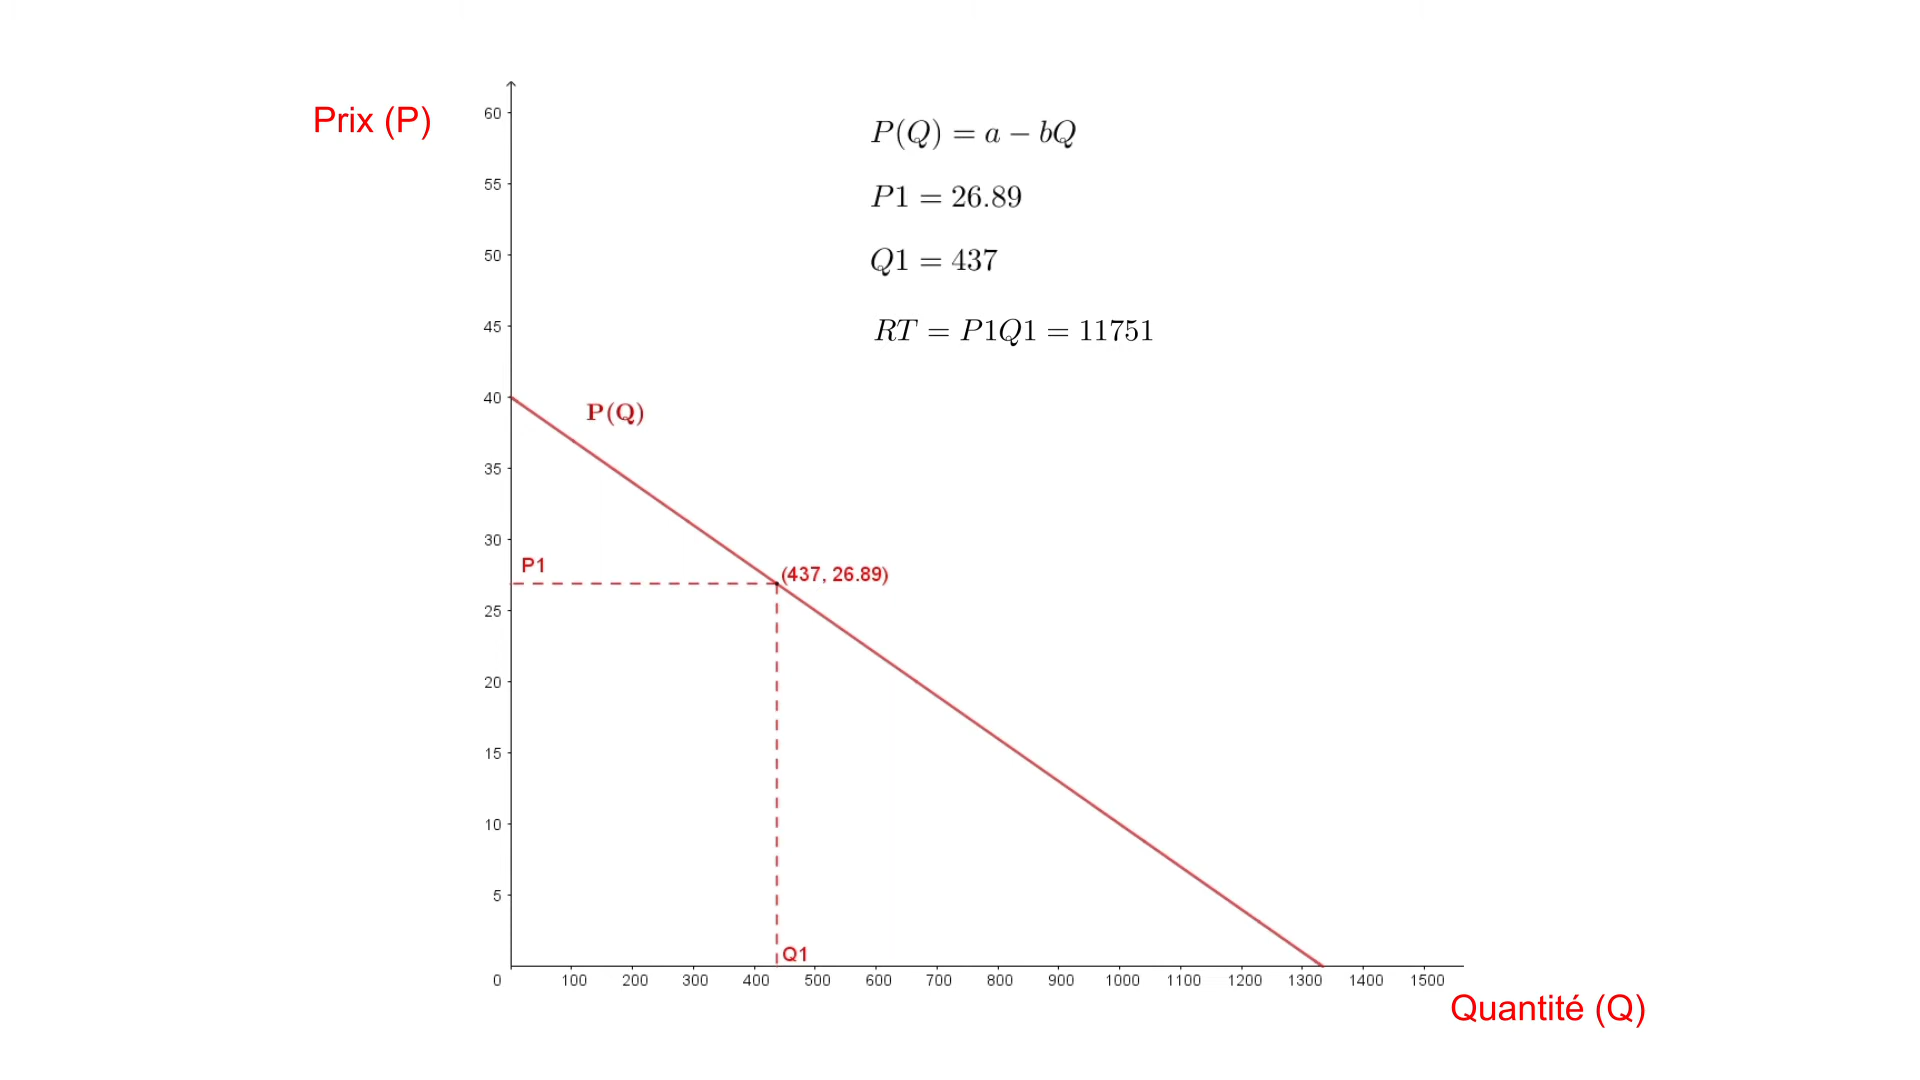 Prix (P)
60
55
50
45
40
35
30
25
20
15
10
5
0
P(Q) = a − bQ
P1 = 26.89
Q1 = 437
RT = P1Q1 = 11751
P(Q)
P1
(437, 26.89)
Q1
100 200 300 400 500 600 700 800 900 1000 1100 1200 1300 1400 1500
Quantité (Q)